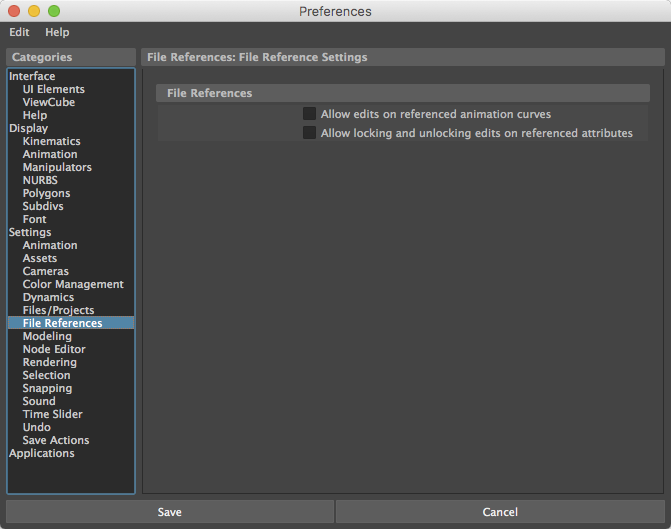 Preferences
Edit Help
Categories
File References: File Reference Settings
Interface
UI Elements
ViewCube
Help
Display
Kinematics
Animation
Manipulators
NURBS
Polygons
Subdivs
Font
Settings
Animation
Assets
Cameras
Color Management
Dynamics
Files/Projects
File References
Modeling
Node Editor
Rendering
Selection
Snapping
Sound
Time Slider
Undo
Save Actions
Applications
File References
Allow edits on referenced animation curves
Allow locking and unlocking edits on referenced attributes
Save
Cancel